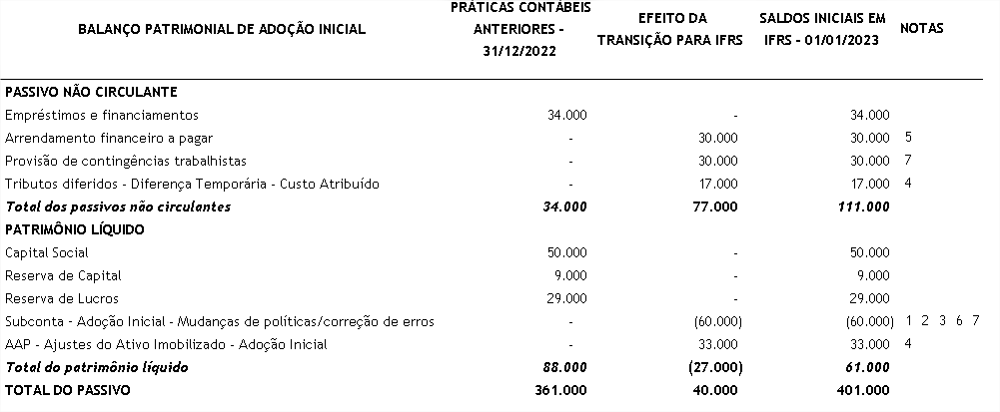 BALANÇO PATRIMONIAL DE ADOÇÃO INICIAL PRÁTICAS CONTÁBEIS ANTERIORES - 31/12/2022 EFEITO DA TRANSIÇÃO PARA IFRS SALDOS INICIAIS EM IFRS - 01/01/2023 NOTAS
PASSIVO NÃO CIRCULANTE
Empréstimos e financiamentos 34.000 - 34.000
Arrendamento financeiro a pagar - 30.000 30.000 5
Provisão de contingências trabalhistas - 30.000 30.000 7
Tributos diferidos - Diferença Temporária - Custo Atribuído - 17.000 17.000 4
Total dos passivos não circulantes 34.000 77.000 111.000
PATRIMÔNIO LÍQUIDO
Capital Social 50.000 - 50.000
Reserva de Capital 9.000 - 9.000
Reserva de Lucros 29.000 - 29.000
Subconta - Adoção Inicial - Mudanças de políticas/correção de erros - (60.000) (60.000) 1 2 3 6 7
AAP - Ajustes do Ativo Imobilizado - Adoção Inicial - 33.000 33.000 4
Total do patrimônio líquido 88.000 (27.000) 61.000
TOTAL DO PASSIVO 361.000 40.000 401.000